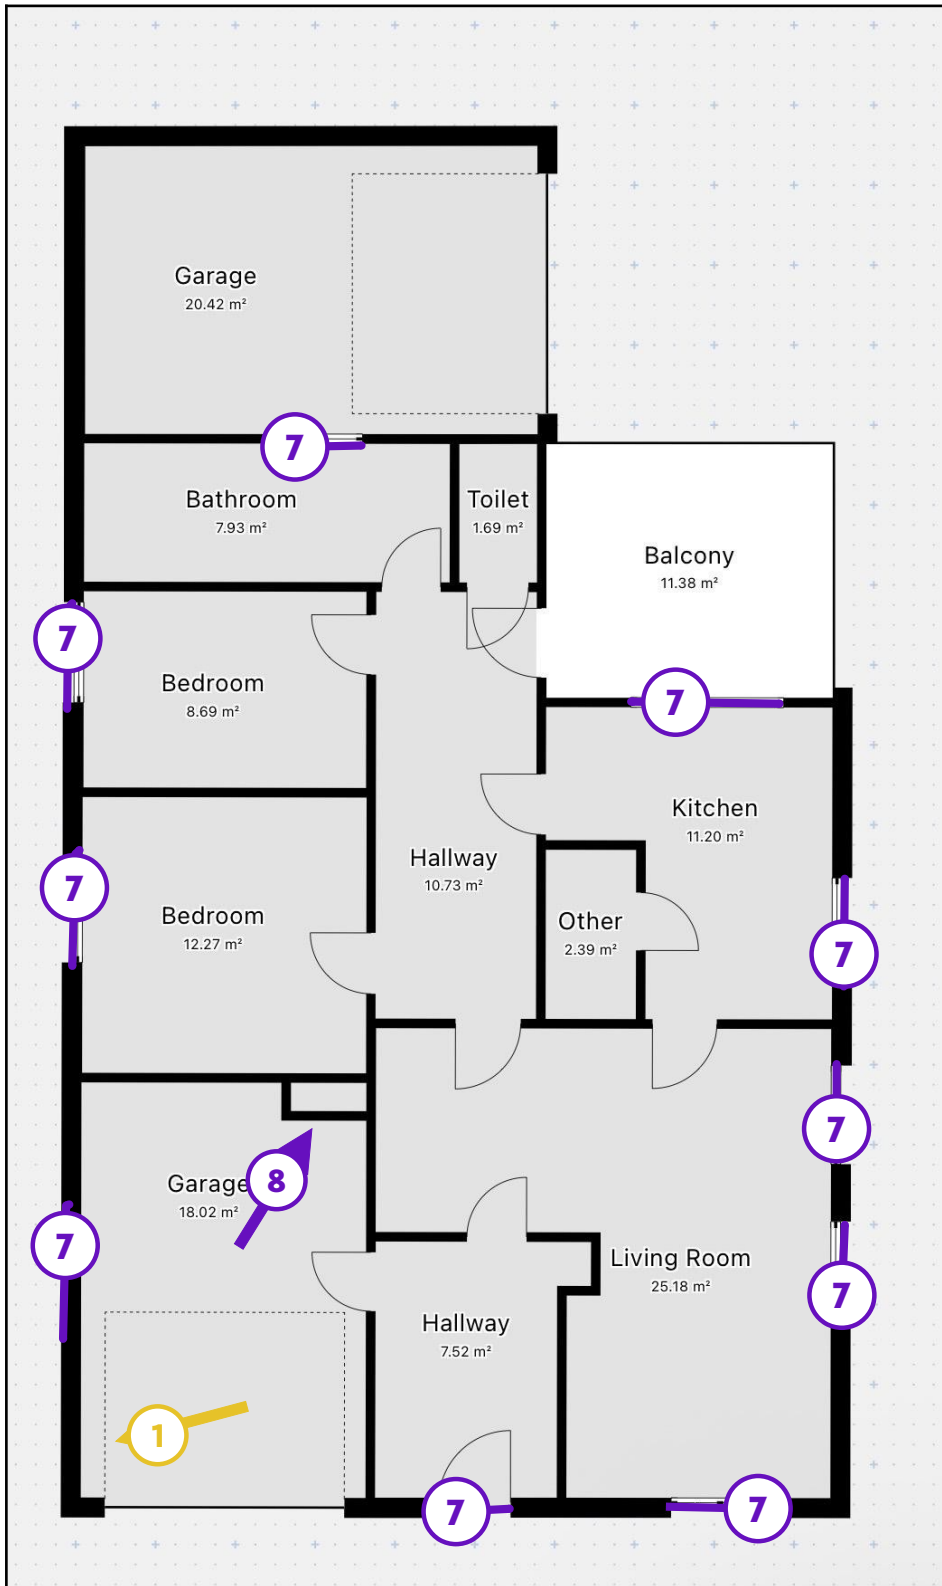 Garage
20.42 m²
7
Bathroom
7.93 m²
Toilet
1.69 m²
Balcony
11.38 m²
7
Bedroom
8.69 m²
7
Kitchen
11.20 m²
Hallway
10.73 m²
7
Bedroom
12.27 m²
Other
2.39 m²
7
7
Garage
18.02 m²
8
7
Living Room
25.18 m²
7
Hallway
7.52 m²
1
7
7